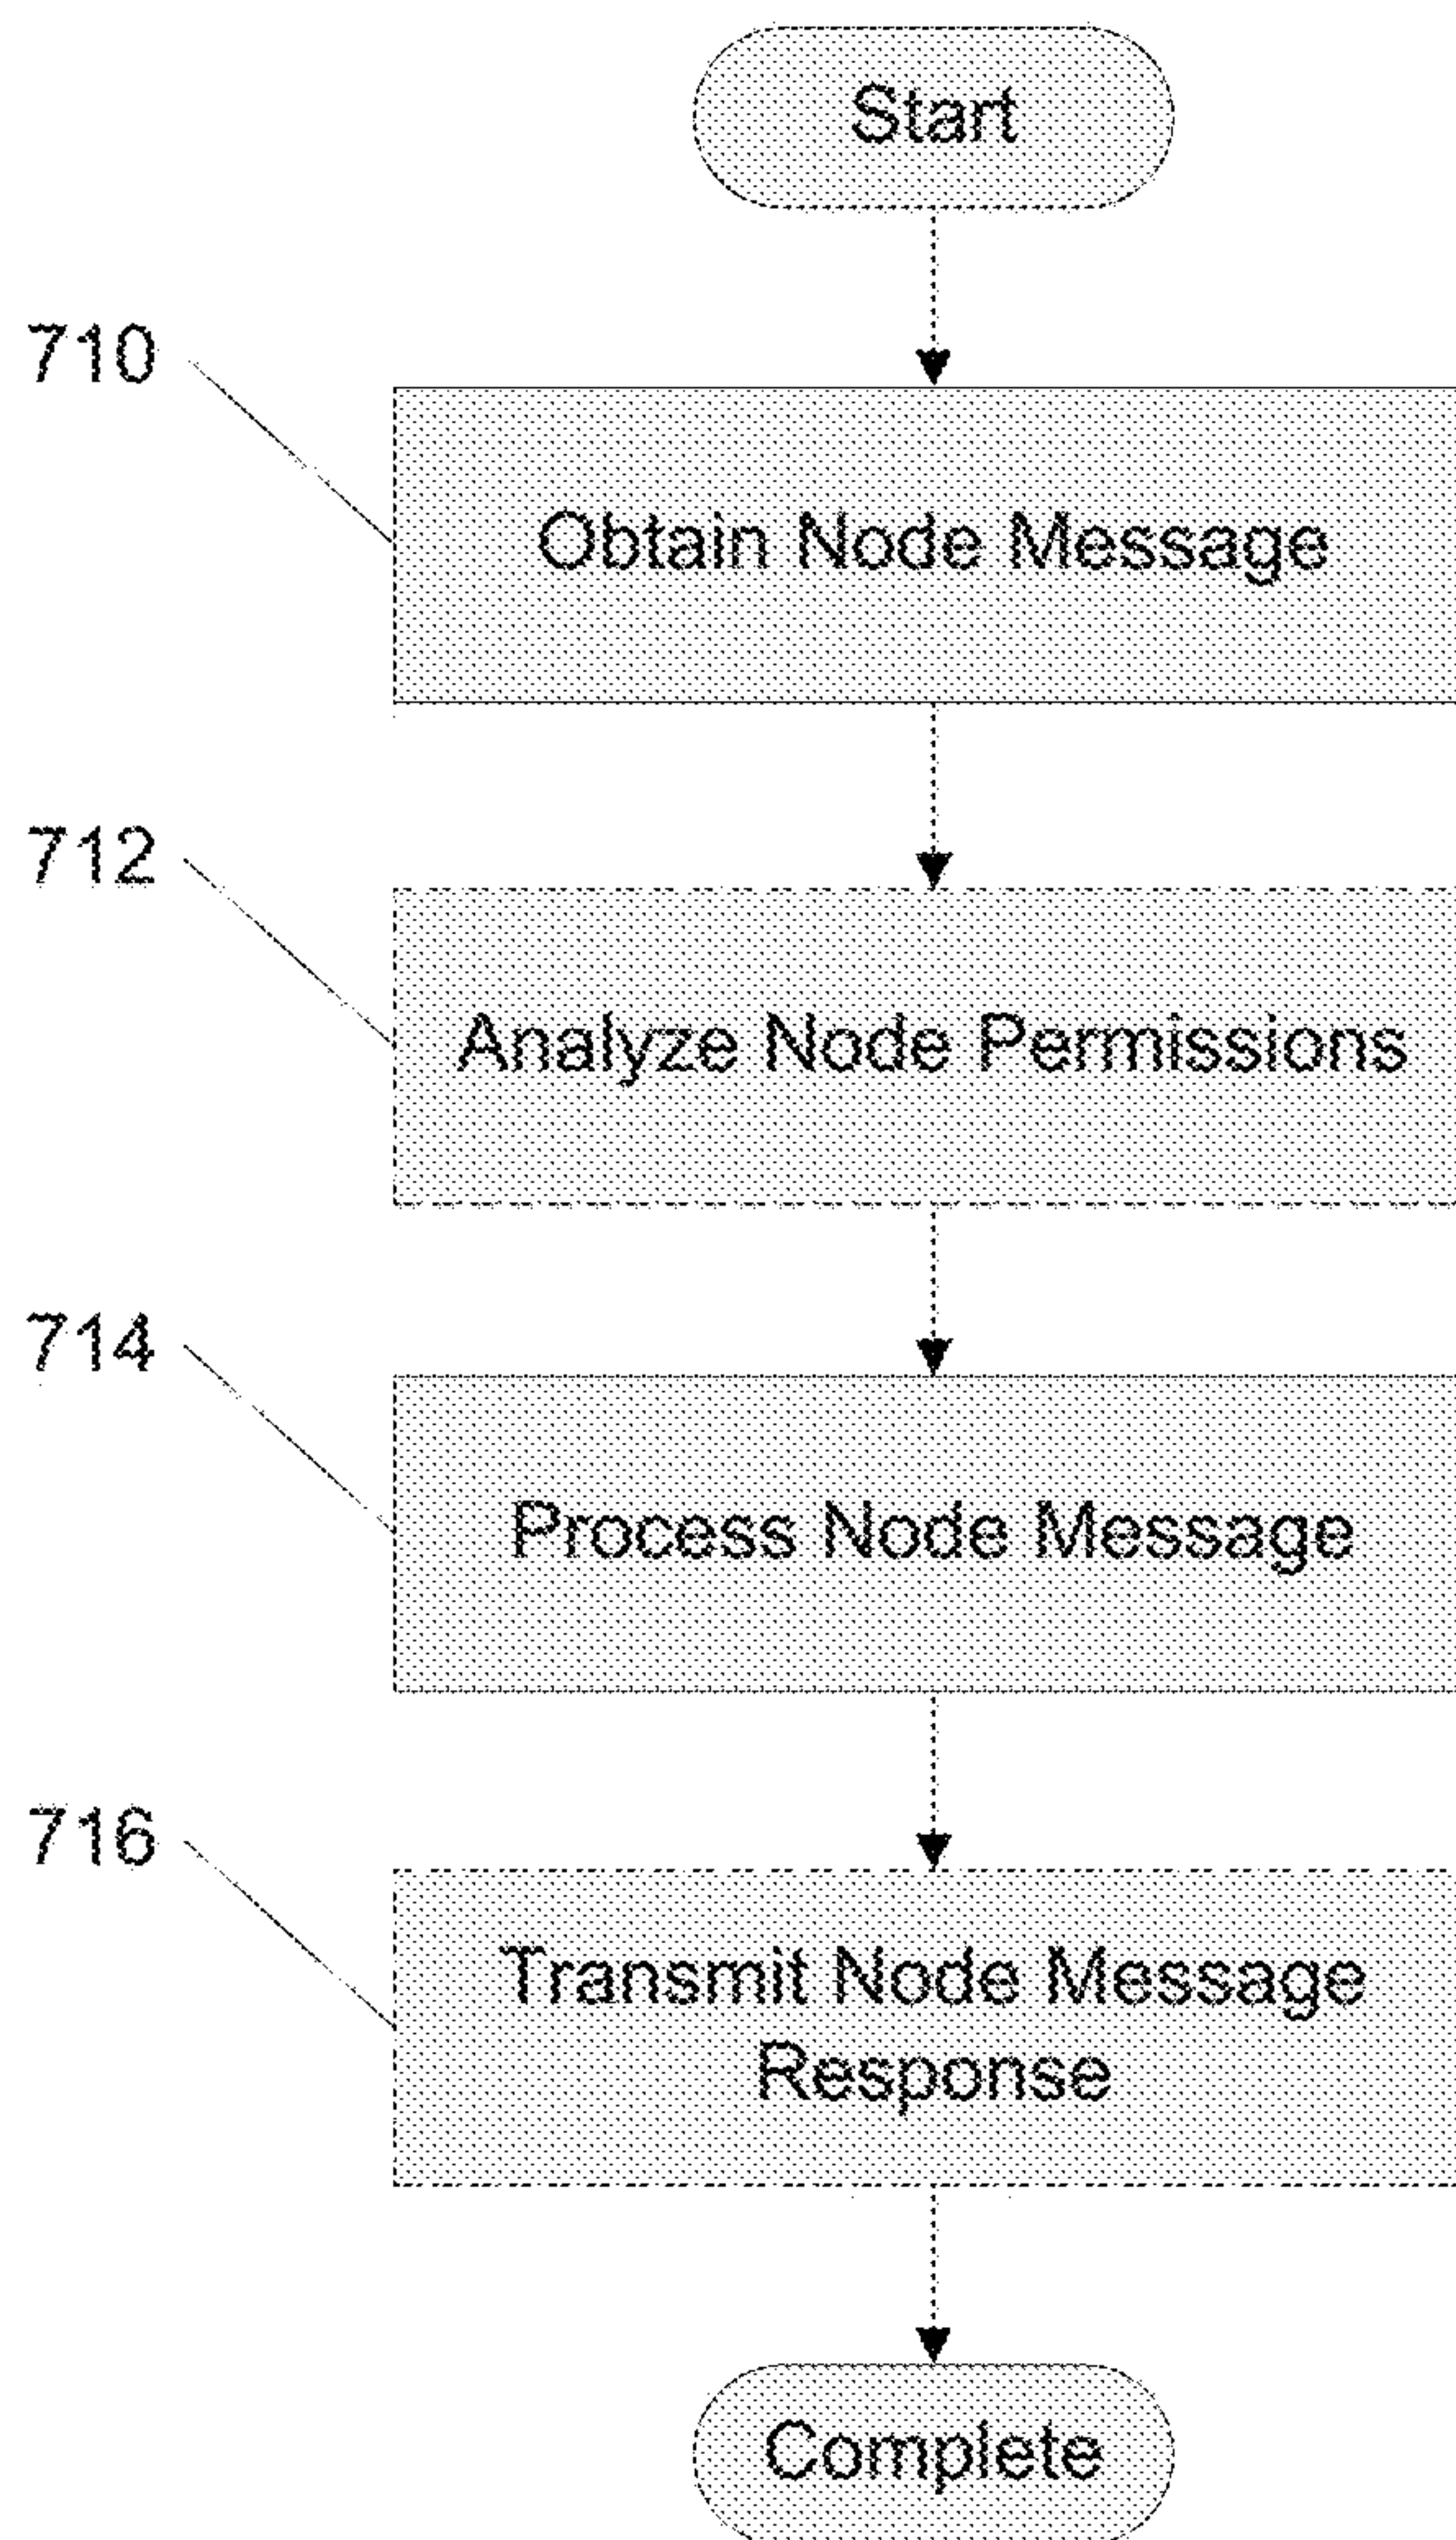 Start
710
Obtain Node Message
712
Analyze Node Permissions
714
Process Node Message
716
Transmit Node Message
Response
Complete